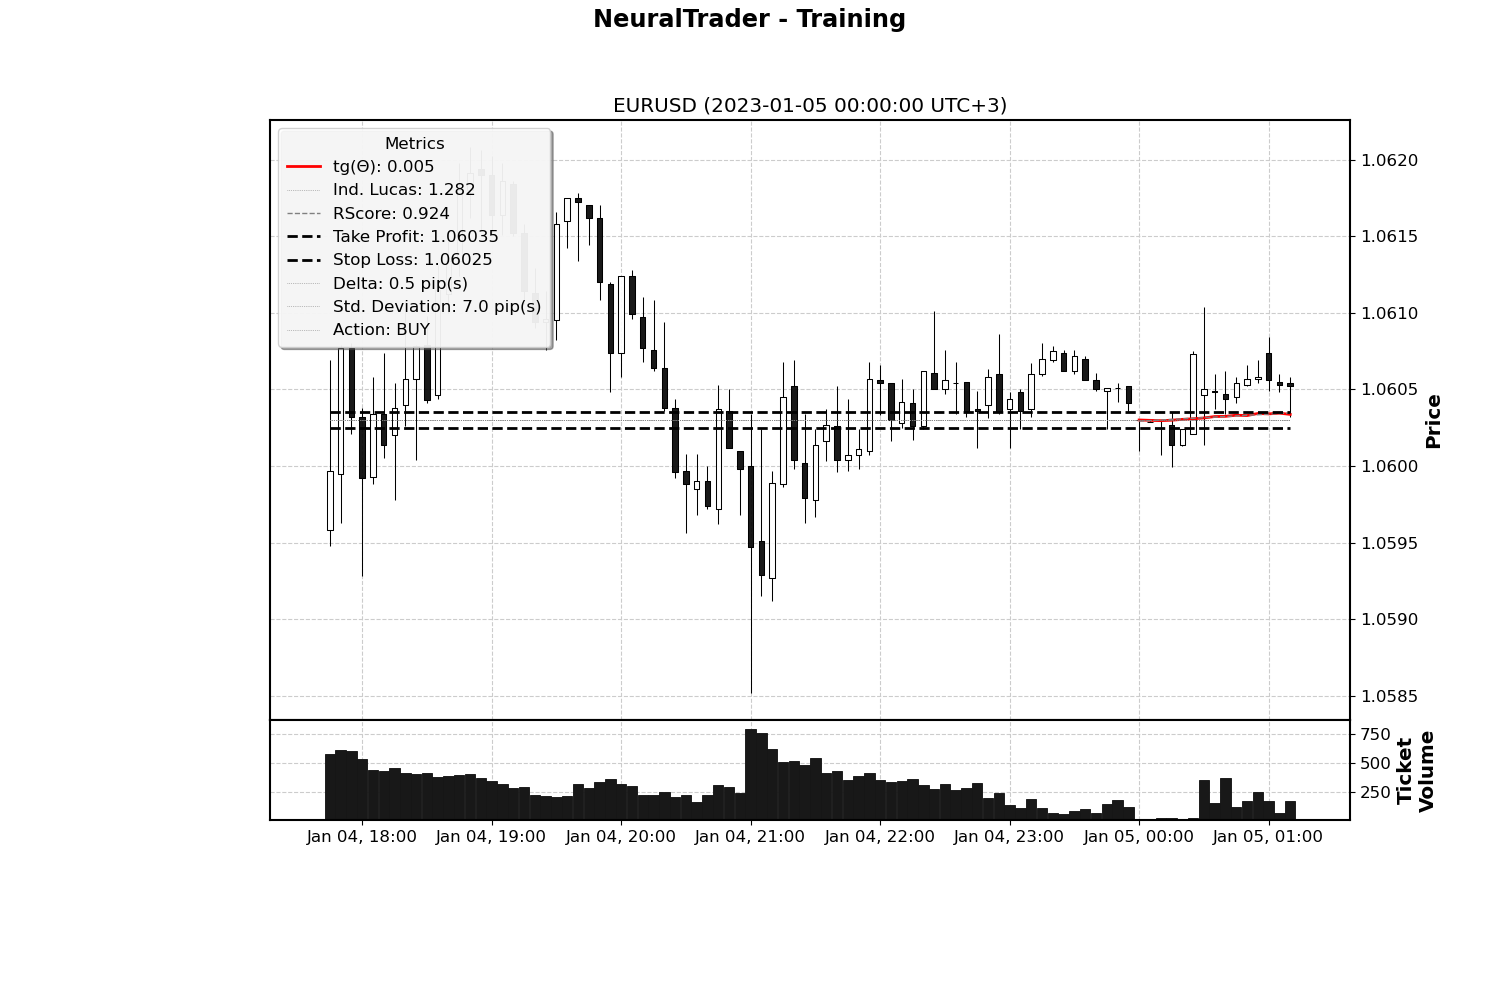 NeuralTrader - Training
EURUSD (2023-01-05 00:00:00 UTC+3)
Metrics
tg(Θ): 0.005
Ind. Lucas: 1.282
RScore: 0.924
Take Profit: 1.06035
Stop Loss: 1.06025
Delta: 0.5 pip(s)
Std. Deviation: 7.0 pip(s)
Action: BUY
1.0620
1.0615
1.0610
1.0605
1.0600
1.0595
1.0590
1.0585
Price
750
500
250
Ticket
Volume
Jan 04, 18:00 Jan 04, 19:00 Jan 04, 20:00 Jan 04, 21:00 Jan 04, 22:00 Jan 04, 23:00 Jan 05, 00:00 Jan 05, 01:00